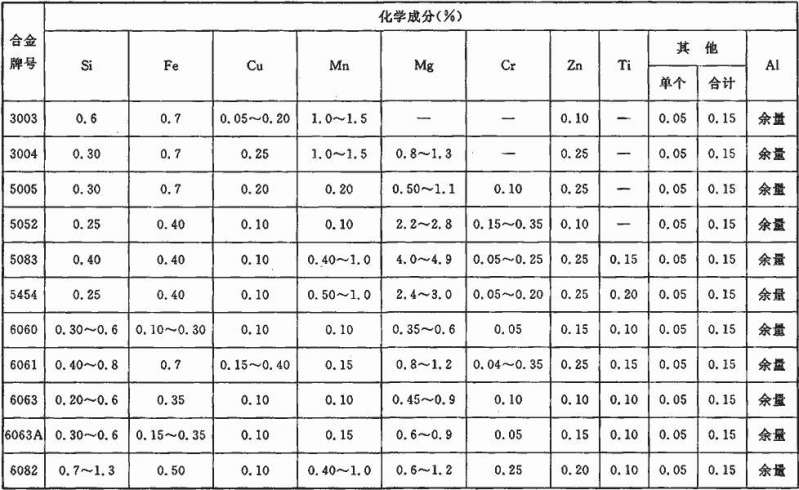 合金牌号 化学成分(%)
Si Fe Cu Mn Mg Cr Zn Ti 其 他 Al
单个 合计
3003 0.6 0.7 0.05～0.20 1.0～1.5 — — 0.10 — 0.05 0.15 余量
3004 0.30 0.7 0.25 1.0～1.5 0.8～1.3 — 0.25 — 0.05 0.15 余量
5005 0.30 0.7 0.20 0.20 0.50～1.1 0.10 0.25 — 0.05 0.15 余量
5052 0.25 0.40 0.10 0.10 2.2～2.8 0.15～0.35 0.10 — 0.05 0.15 余量
5083 0.40 0.40 0.10 0.40～1.0 4.0～4.9 0.05～0.25 0.25 0.15 0.05 0.15 余量
5454 0.25 0.40 0.10 0.50～1.0 2.4～3.0 0.05～0.20 0.25 0.20 0.05 0.15 余量
6060 0.30～0.6 0.10～0.30 0.10 0.10 0.35～0.6 0.05 0.15 0.10 0.05 0.15 余量
6061 0.40～0.8 0.7 0.15～0.40 0.15 0.8～1.2 0.04～0.35 0.25 0.15 0.05 0.15 余量
6063 0.20～0.6 0.35 0.10 0.10 0.45～0.9 0.10 0.10 0.10 0.05 0.15 余量
6063A 0.30～0.6 0.15～0.35 0.10 0.15 0.6～0.9 0.05 0.15 0.10 0.05 0.15 余量
6082 0.7～1.3 0.50 0.10 0.40～1.0 0.6～1.2 0.25 0.20 0.10 0.05 0.15 余量